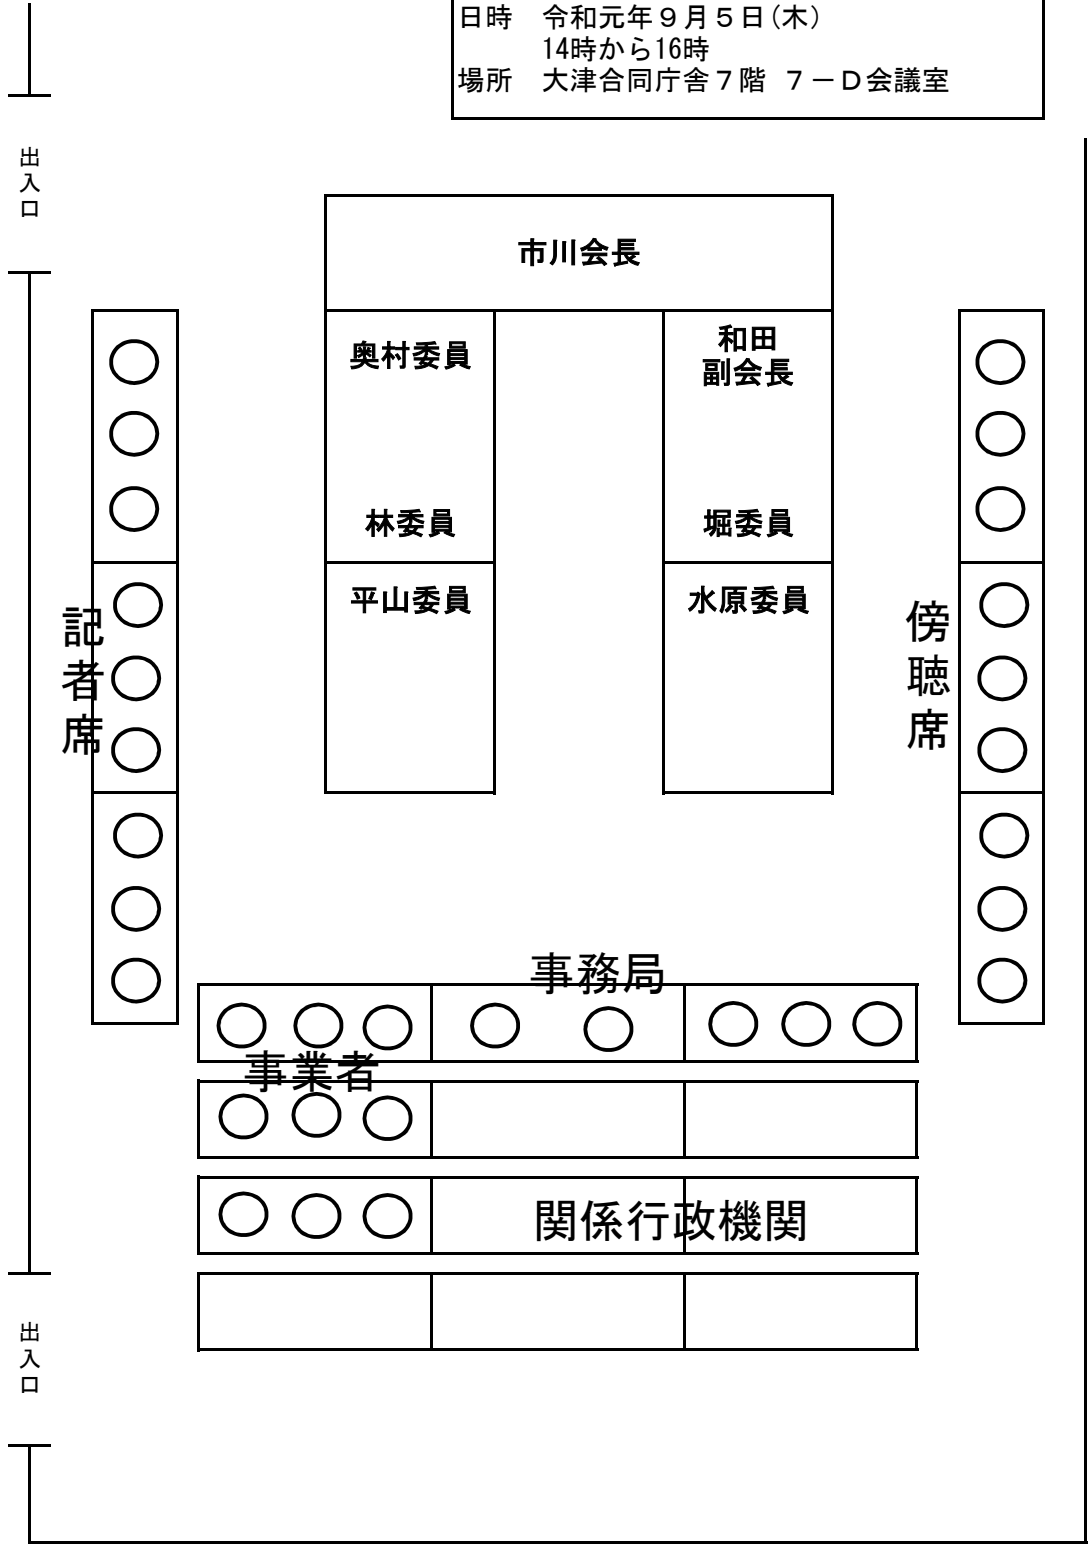 日時　令和元年９月５日(木)
14時から16時
場所　大津合同庁舎７階 ７－Ｄ会議室
出入口
市川会長
奥村委員
和田
副会長
林委員
堀委員
平山委員
水原委員
記者席
傍聴席
事務局
事業者
関係行政機関
出入口